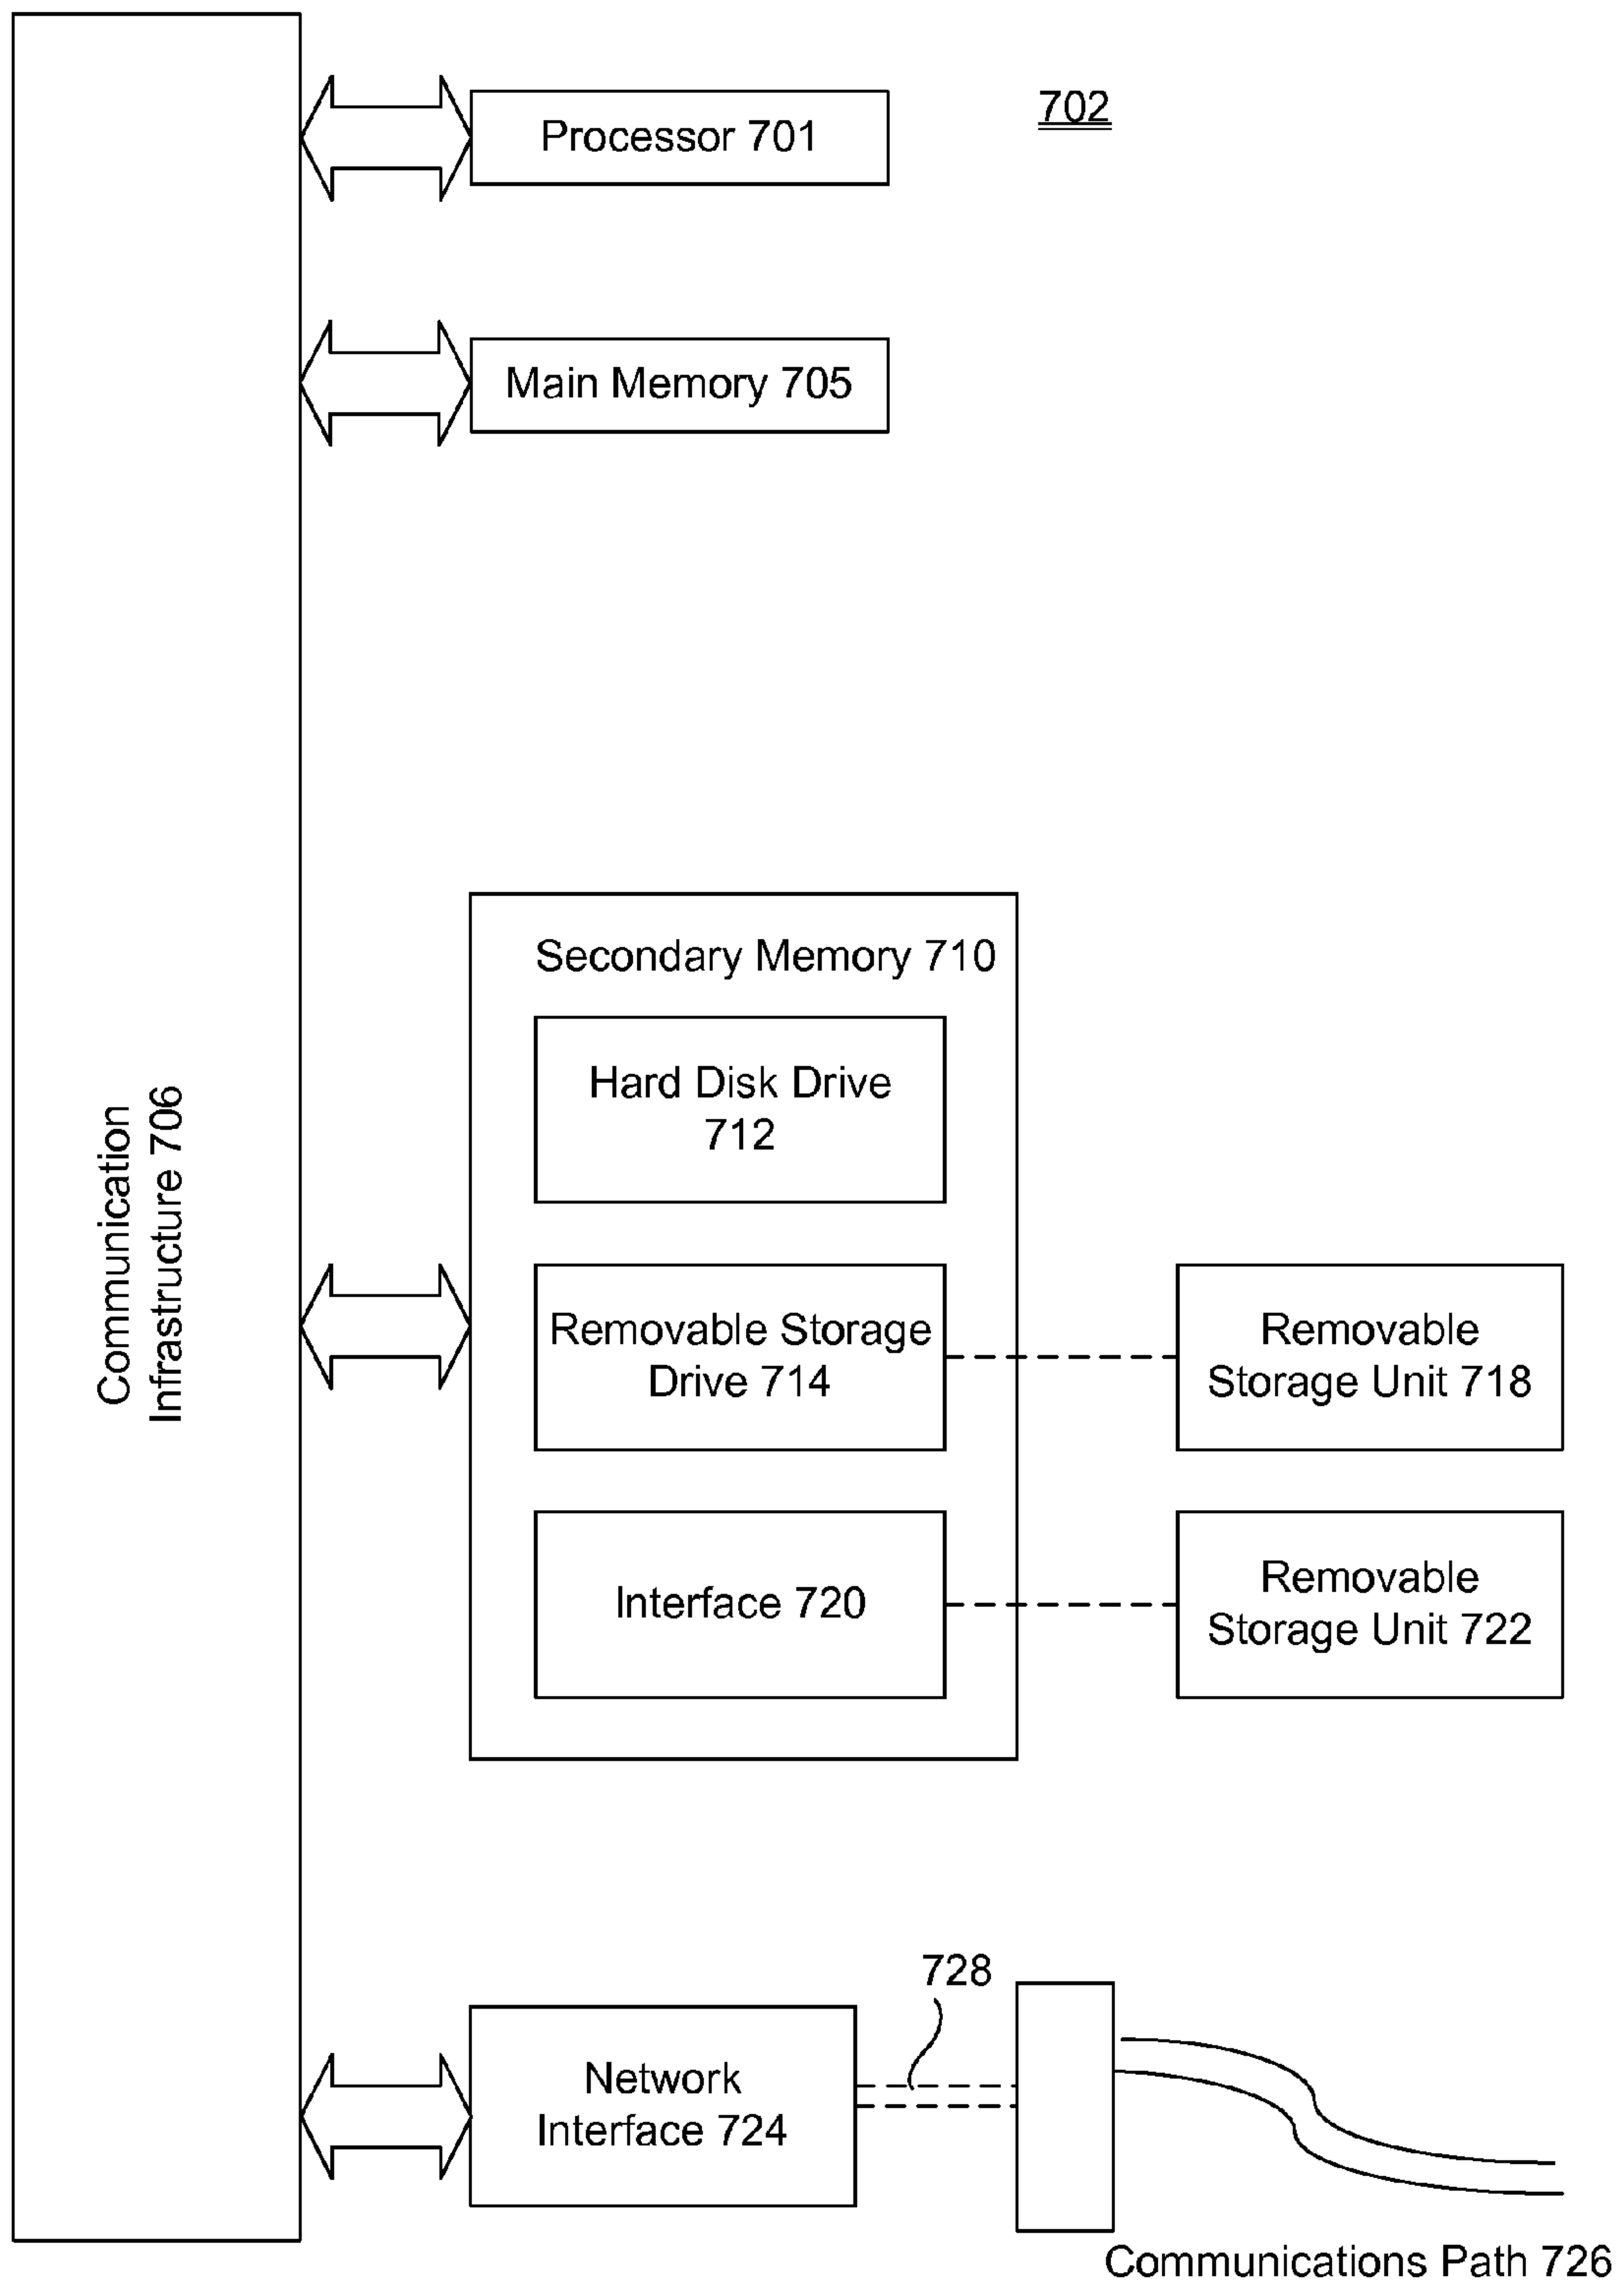 702
Processor 701
Main Memory 705
Communication
Infrastructure 706
Secondary Memory 710
Hard Disk Drive
712
Removable Storage
Drive 714
Removable
Storage Unit 718
Interface 720
Removable
Storage Unit 722
728
Network
Interface 724
Communications Path 726